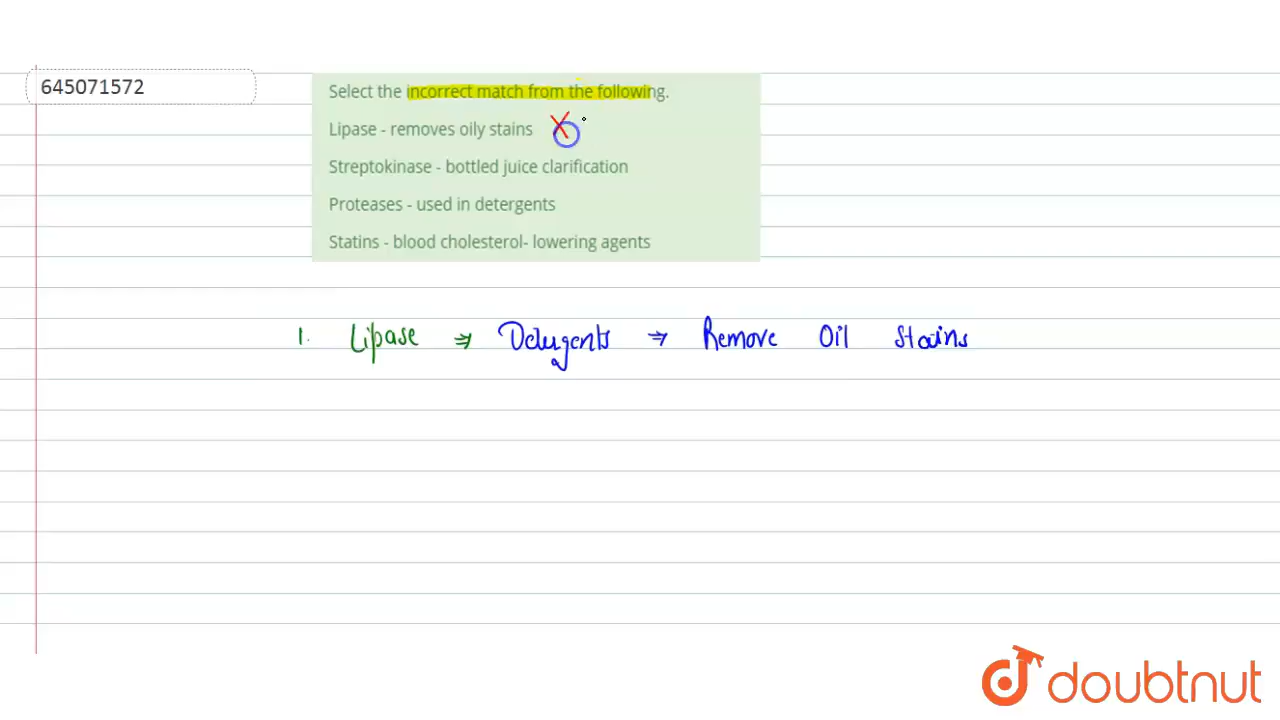 645071572
Select the incorrect match from the following.
Lipase - removes oily stains
Streptokinase - bottled juice clarification
Proteases - used in detergents
Statins - blood cholesterol- lowering agents
1. Lipase ⇒ Detergents ⇒ Remove Oil Stains
doubtnut